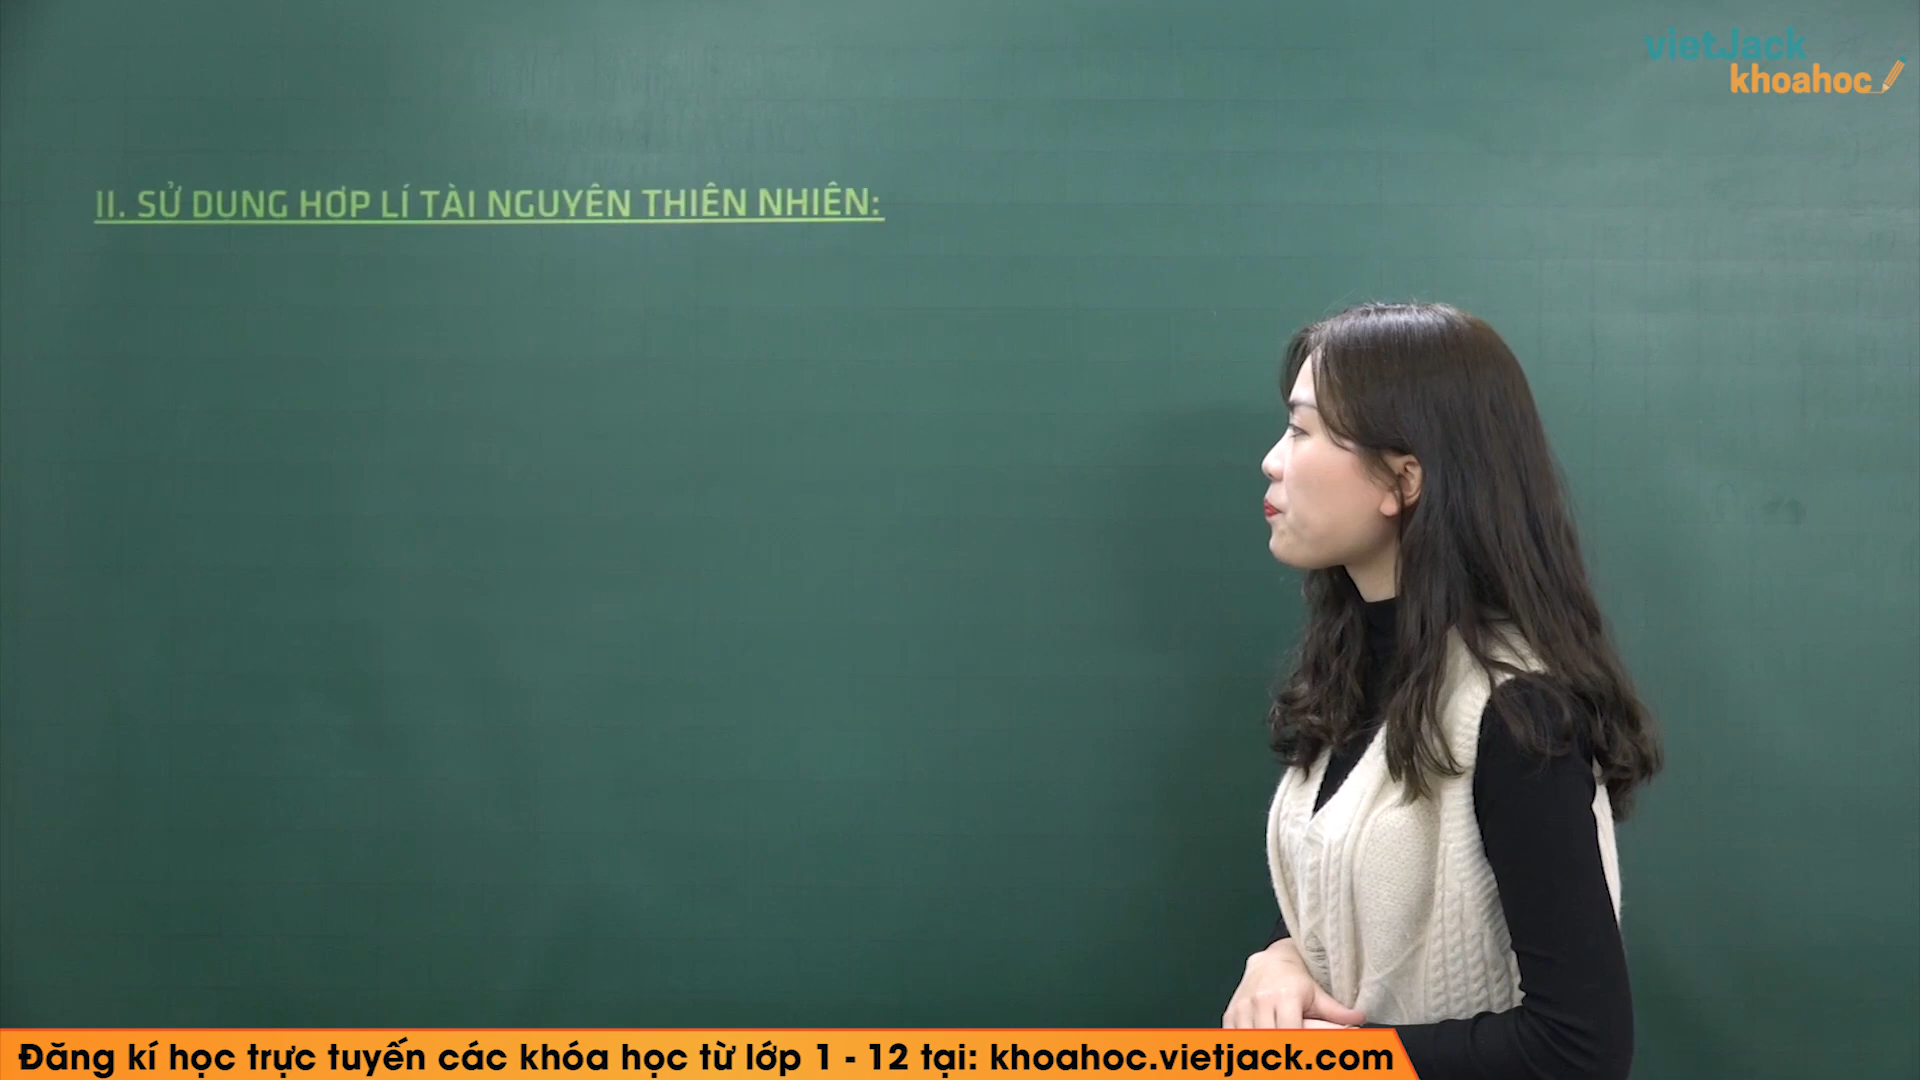 vietJack
khoahoc
II. SỬ DỤNG HỢP LÍ TÀI NGUYÊN THIÊN NHIÊN:
Đăng kí học trực tuyến các khóa học từ lớp 1 - 12 tại: khoahoc.vietjack.com